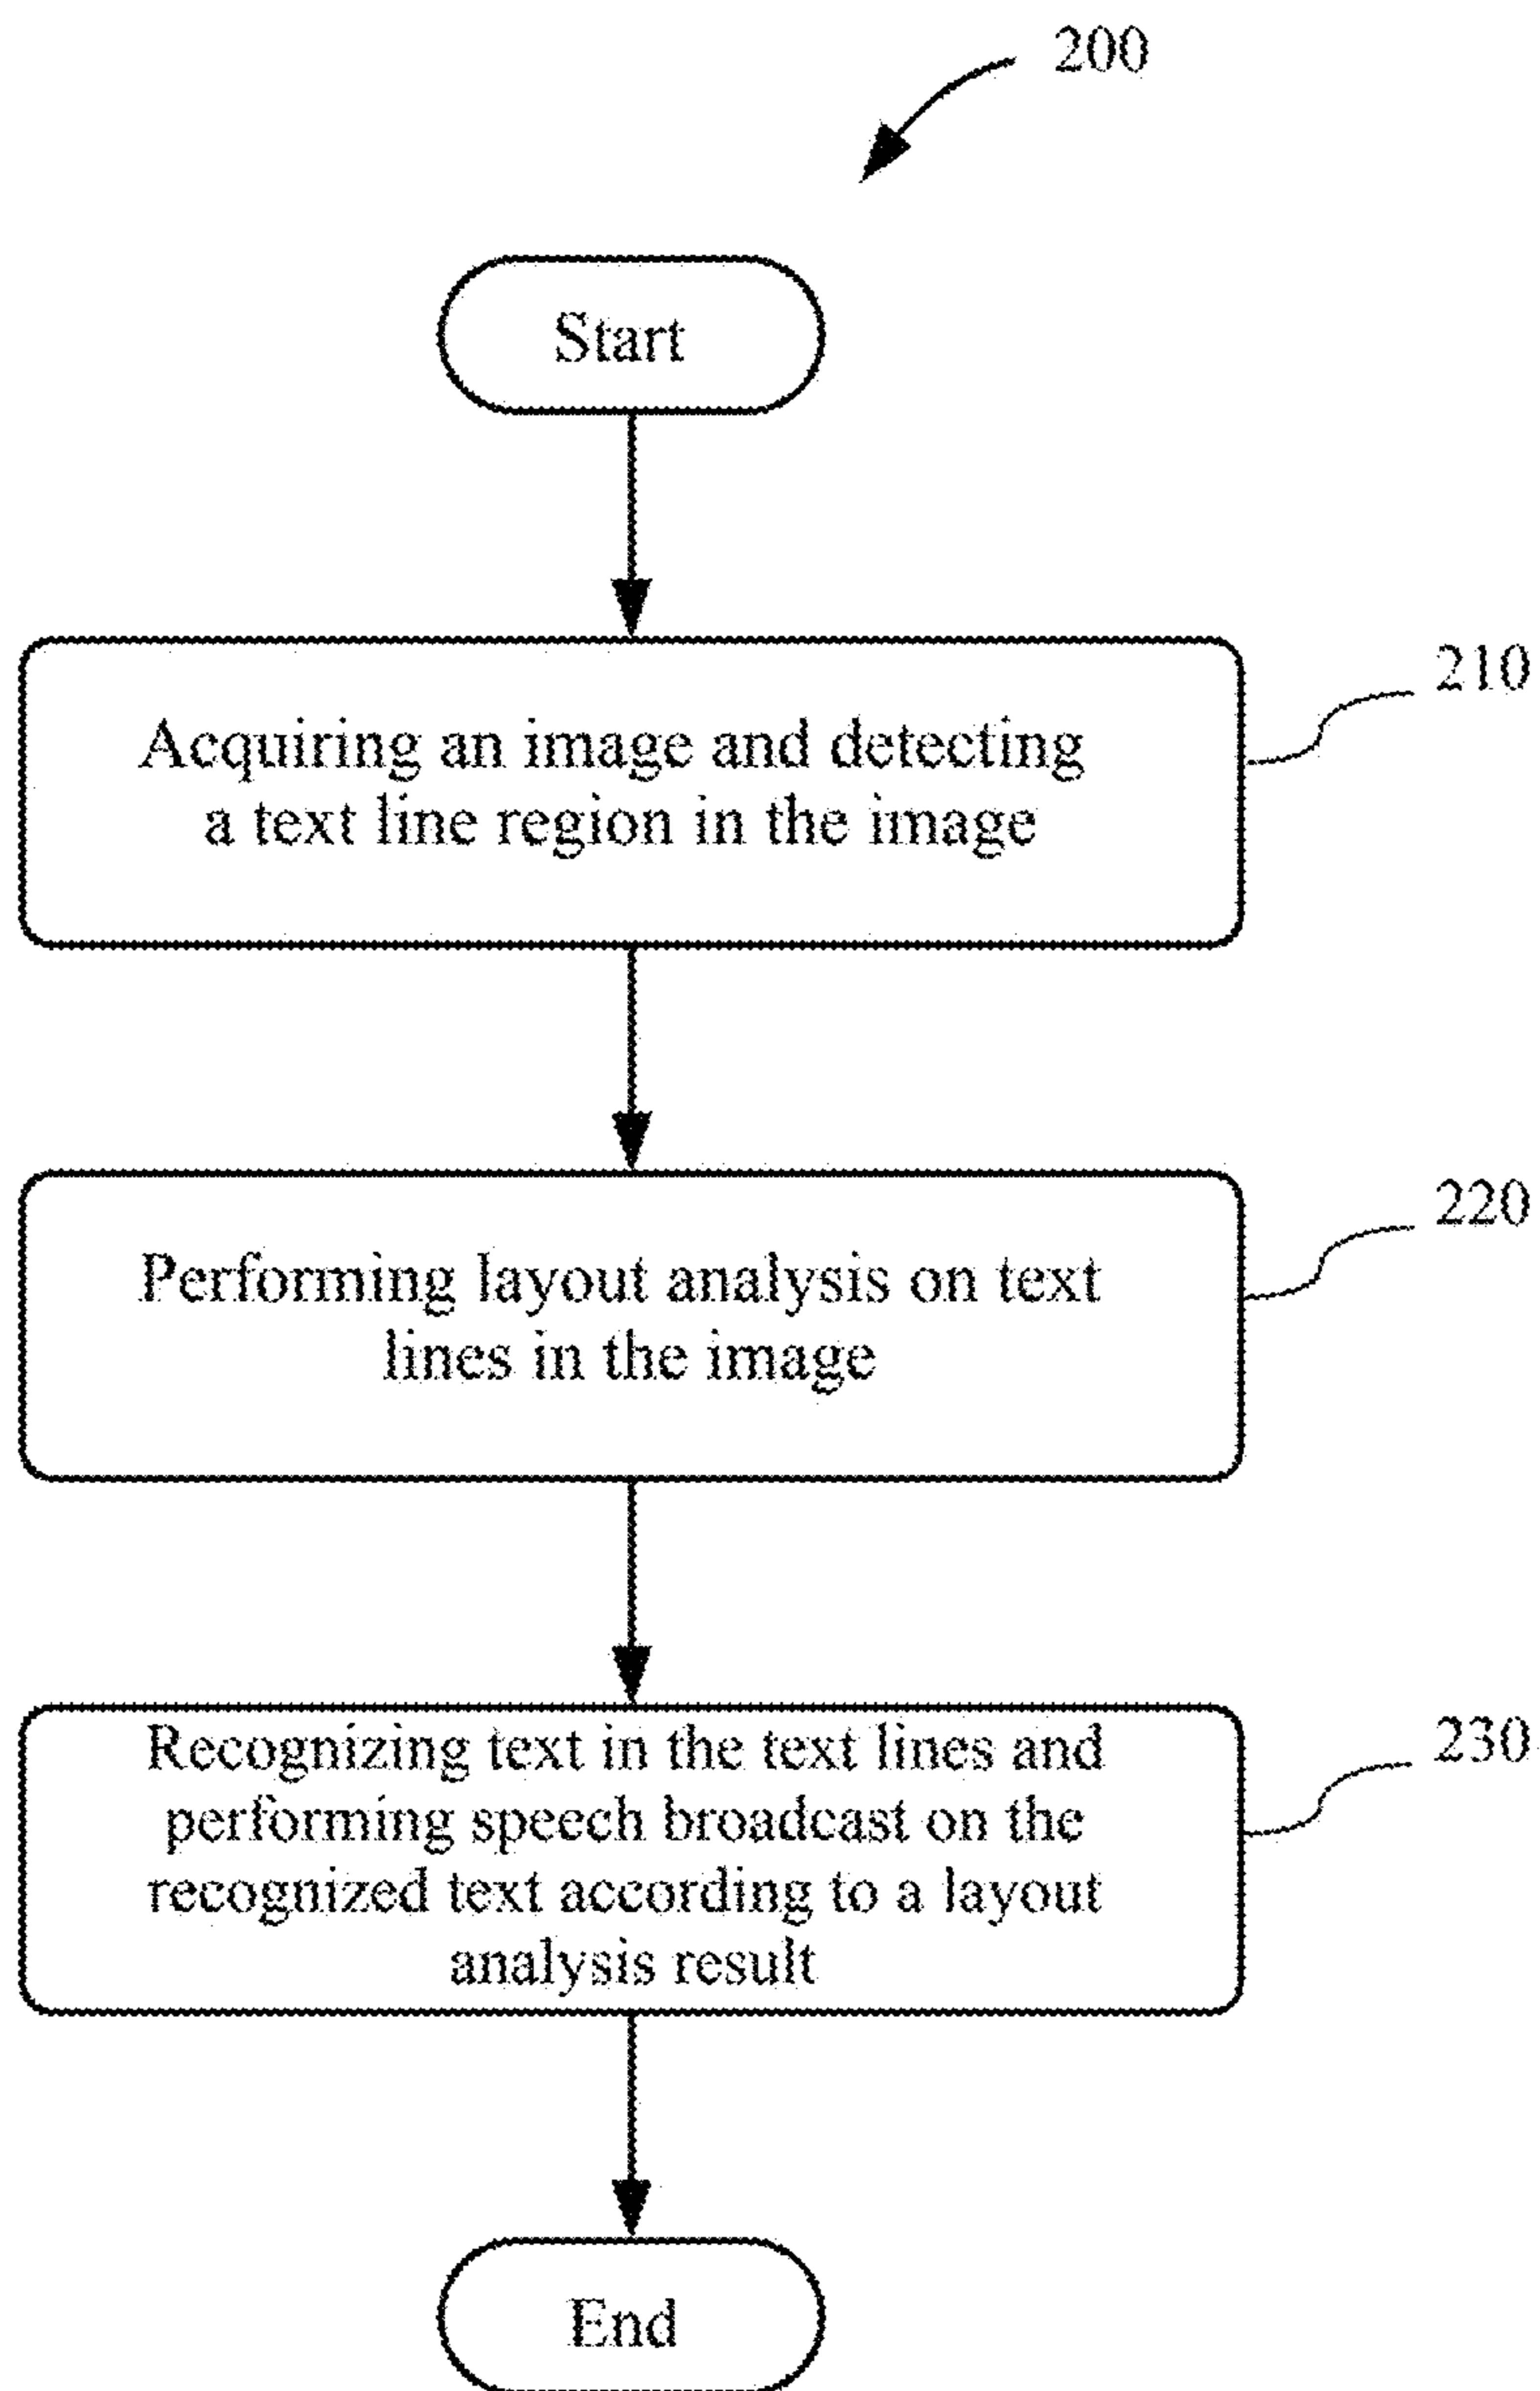 200
Start
210
Acquiring an image and detecting
a text line region in the image
220
Performing layout analysis on text
lines in the image
230
Recognizing text in the text lines and
performing speech broadcast on the
recognized text according to a layout
analysis result
End